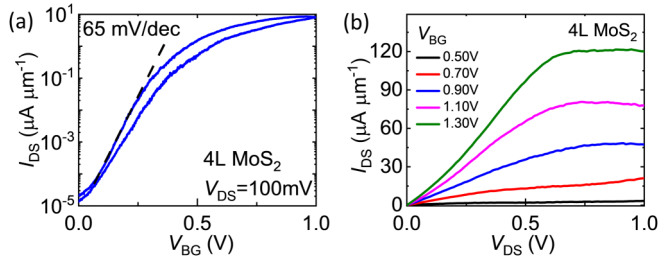 (a)
65 mV/dec
10¹
10⁻¹
10⁻³
10⁻⁵
I_DS (μA μm⁻¹)
4L MoS₂
V_DS=100mV
0.0
0.5
1.0
V_BG (V)
(b)
4L MoS₂
V_BG
0.50V
0.70V
0.90V
1.10V
1.30V
120
90
60
30
0
I_DS (μA μm⁻¹)
0.0
0.5
1.0
V_DS (V)